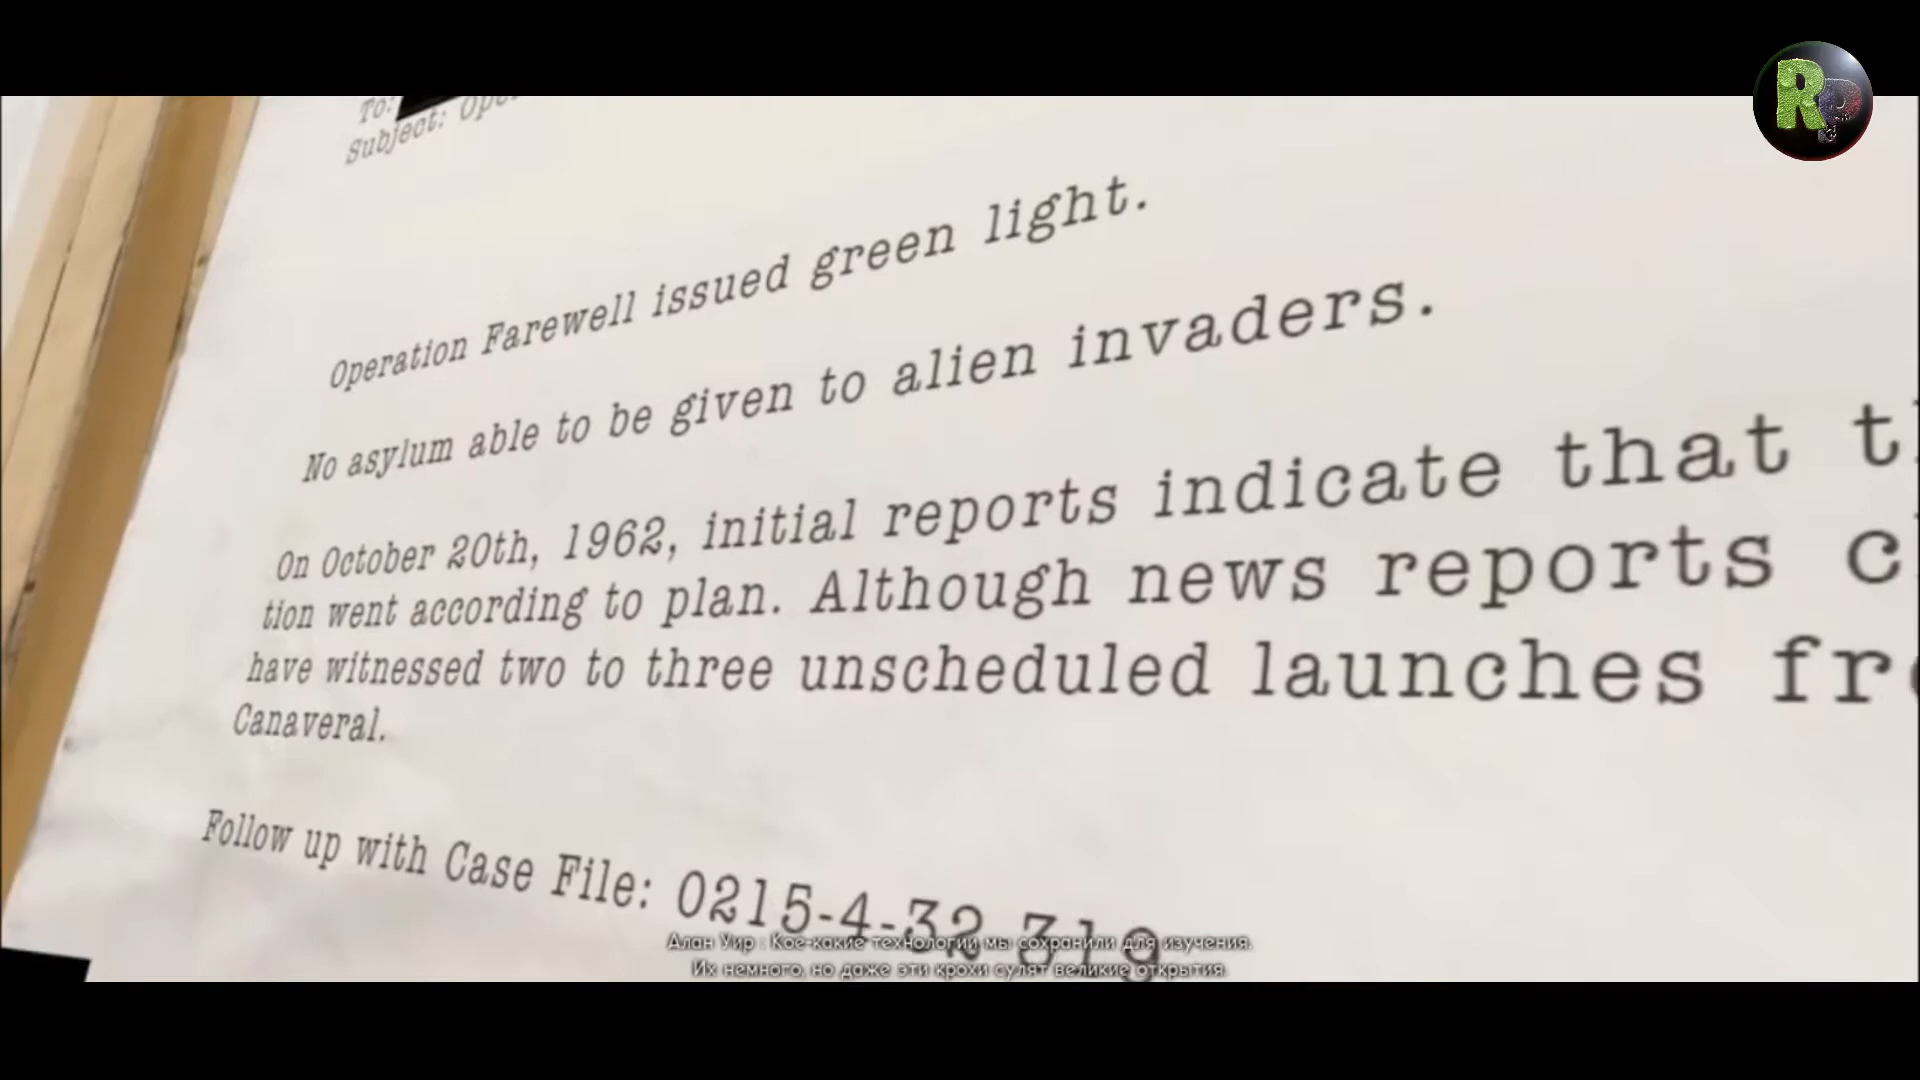 To:
Subject:
Operation Farewell issued green light.
No asylum able to be given to alien invaders.
On October 20th, 1962, initial reports indicate that
tion went according to plan. Although news reports
have witnessed two to three unscheduled launches
Canaveral.
Follow up with Case File: 0215-4-32 319
Алан Уир : Кое-какие технологии мы сохранили для изучения.
Их немного, но даже эти крохи сулят великие открытия.
R